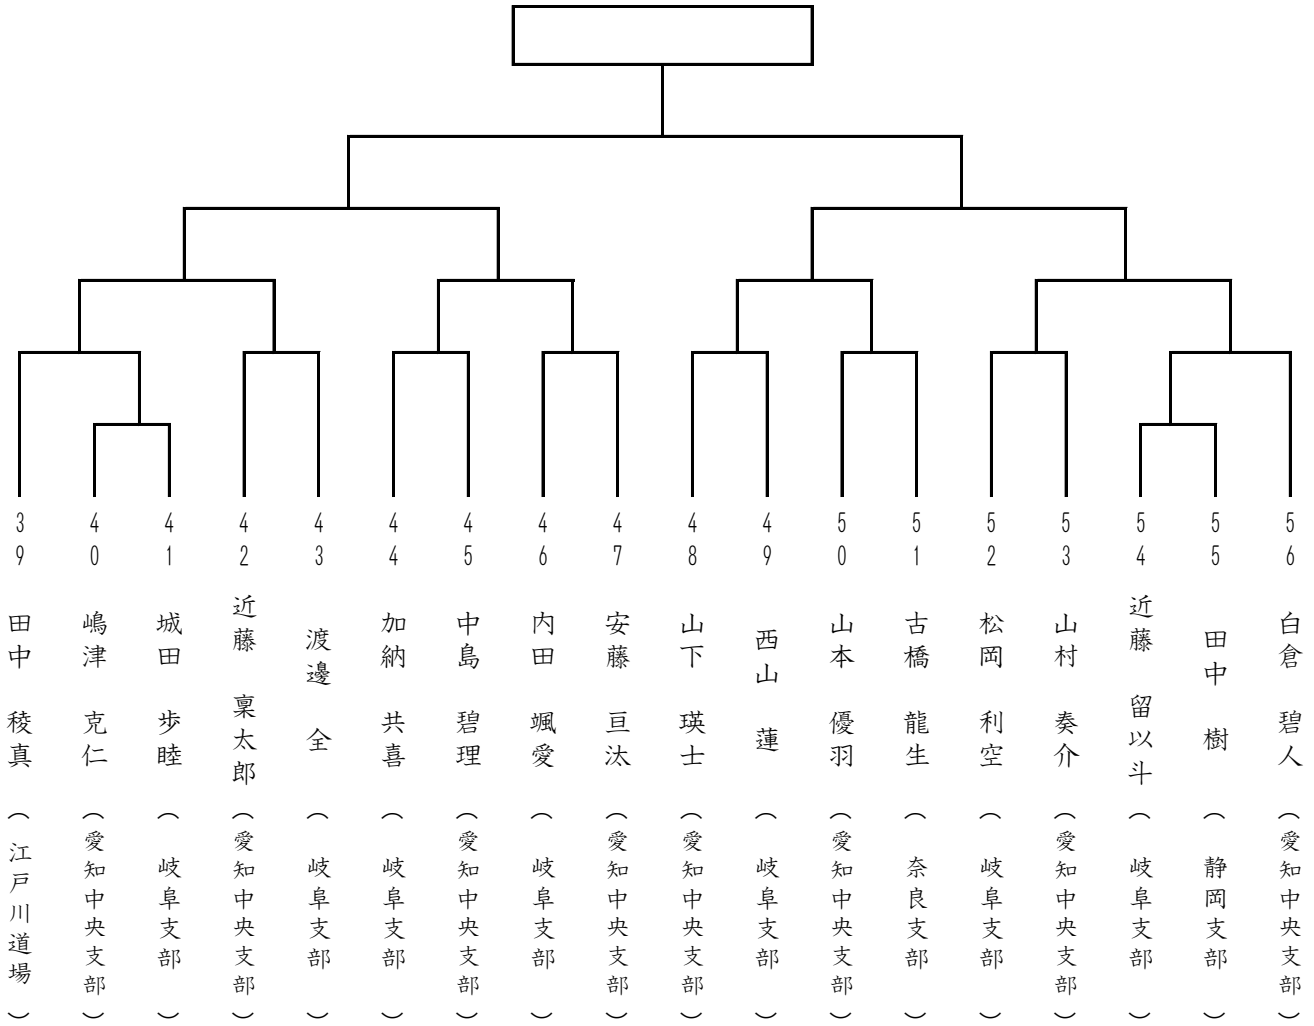 39 田中 稜真 （江戸川道場）
40 嶋津 克仁 （愛知中央支部）
41 城田 歩睦 （岐阜支部）
42 近藤 稟太郎 （愛知中央支部）
43 渡邊 全 （岐阜支部）
44 加納 共喜 （岐阜支部）
45 中島 碧理 （愛知中央支部）
46 内田 颯愛 （岐阜支部）
47 安藤 亘汰 （愛知中央支部）
48 山下 瑛士 （愛知中央支部）
49 西山 蓮 （岐阜支部）
50 山本 優羽 （愛知中央支部）
51 古橋 龍生 （奈良支部）
52 松岡 利空 （岐阜支部）
53 山村 奏介 （愛知中央支部）
54 近藤 留以斗 （岐阜支部）
55 田中 樹 （静岡支部）
56 白倉 碧人 （愛知中央支部）